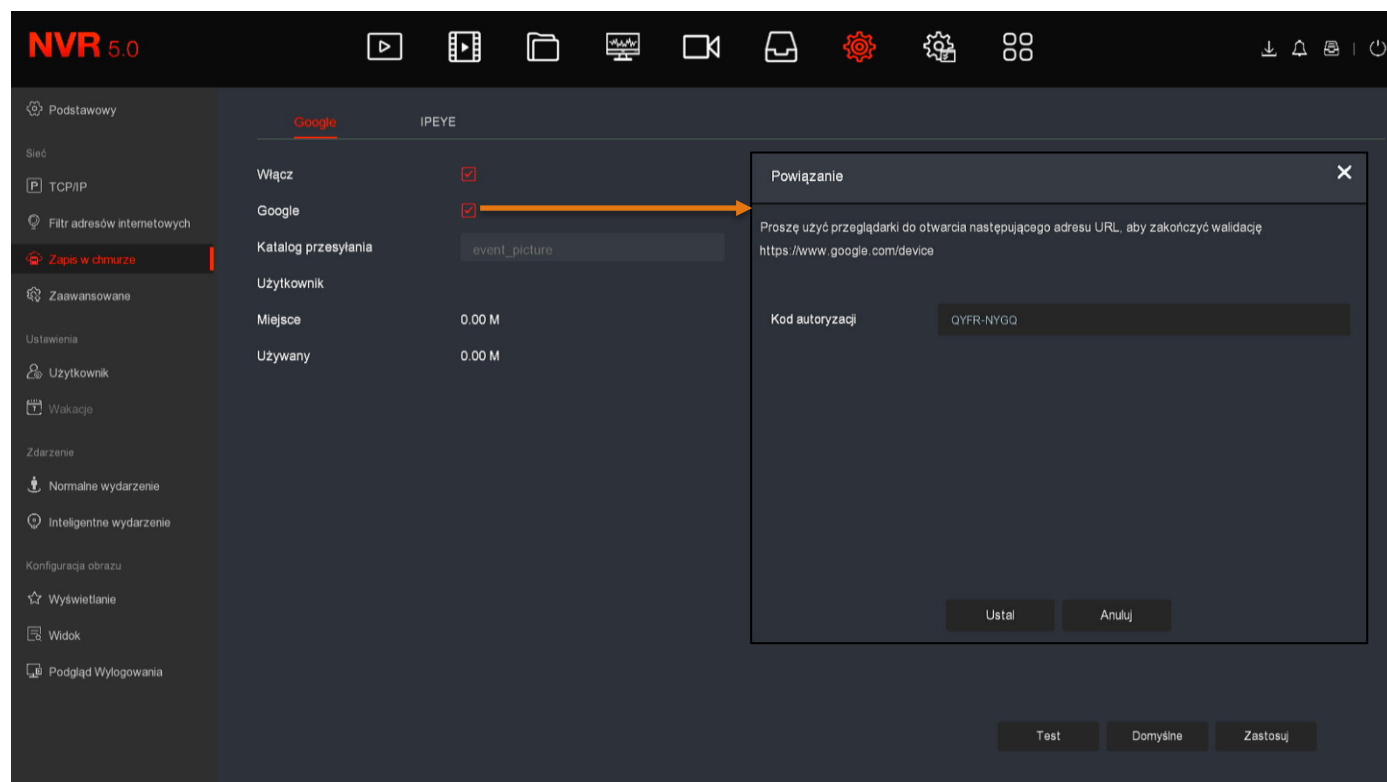 NVR 5.0
Podstawowy
Sieć
TCP/IP
Filtr adresów internetowych
Zapis w chmurze
Zaawansowane
Ustawienia
Użytkownik
Wakacje
Zdarzenie
Normalne wydarzenie
Inteligentne wydarzenie
Konfiguracja obrazu
Wyświetlanie
Widok
Podgląd Wylogowania
Google IPEYE
Włącz
Google
Katalog przesyłania event_picture
Użytkownik
Miejsce 0.00 M
Używany 0.00 M
Powiązanie
Proszę użyć przeglądarki do otwarcia następującego adresu URL, aby zakończyć walidację
https://www.google.com/device
Kod autoryzacji QYFR-NYGQ
Ustal Anuluj
Test Domyślne Zastosuj